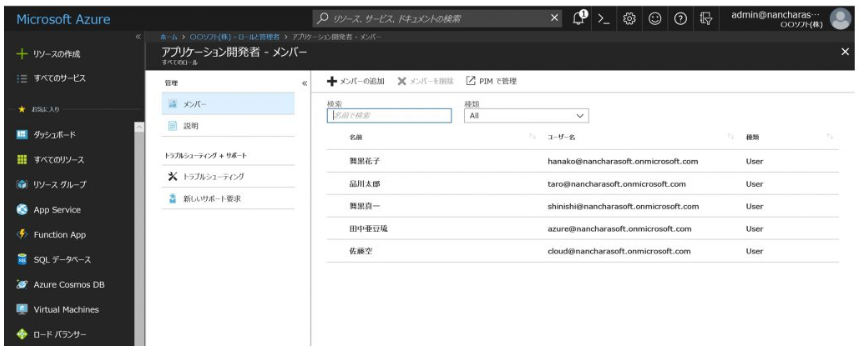 Microsoft Azure
リソース、サービス、ドキュメントの検索
admin@nancharas…
〇〇ソフト(株)
ホーム > 〇〇ソフト(株) - ロールと管理者 > アプリケーション開発者 - メンバー
アプリケーション開発者 - メンバー
すべてのロール
リソースの作成
すべてのサービス
お気に入り
ダッシュボード
すべてのリソース
リソース グループ
App Service
Function App
SQL データベース
Azure Cosmos DB
Virtual Machines
ロード バランサー
管理
メンバー
説明
トラブルシューティング + サポート
トラブルシューティング
新しいサポート要求
メンバーの追加 メンバーを削除 PIM で管理
検索 種類
名前で検索 All
名前 ユーザー名 種類
舞黒花子 hanako@nancharasoft.onmicrosoft.com User
品川太郎 taro@nancharasoft.onmicrosoft.com User
舞黒真一 shinishi@nancharasoft.onmicrosoft.com User
田中亜豆琉 azure@nancharasoft.onmicrosoft.com User
佐藤空 cloud@nancharasoft.onmicrosoft.com User